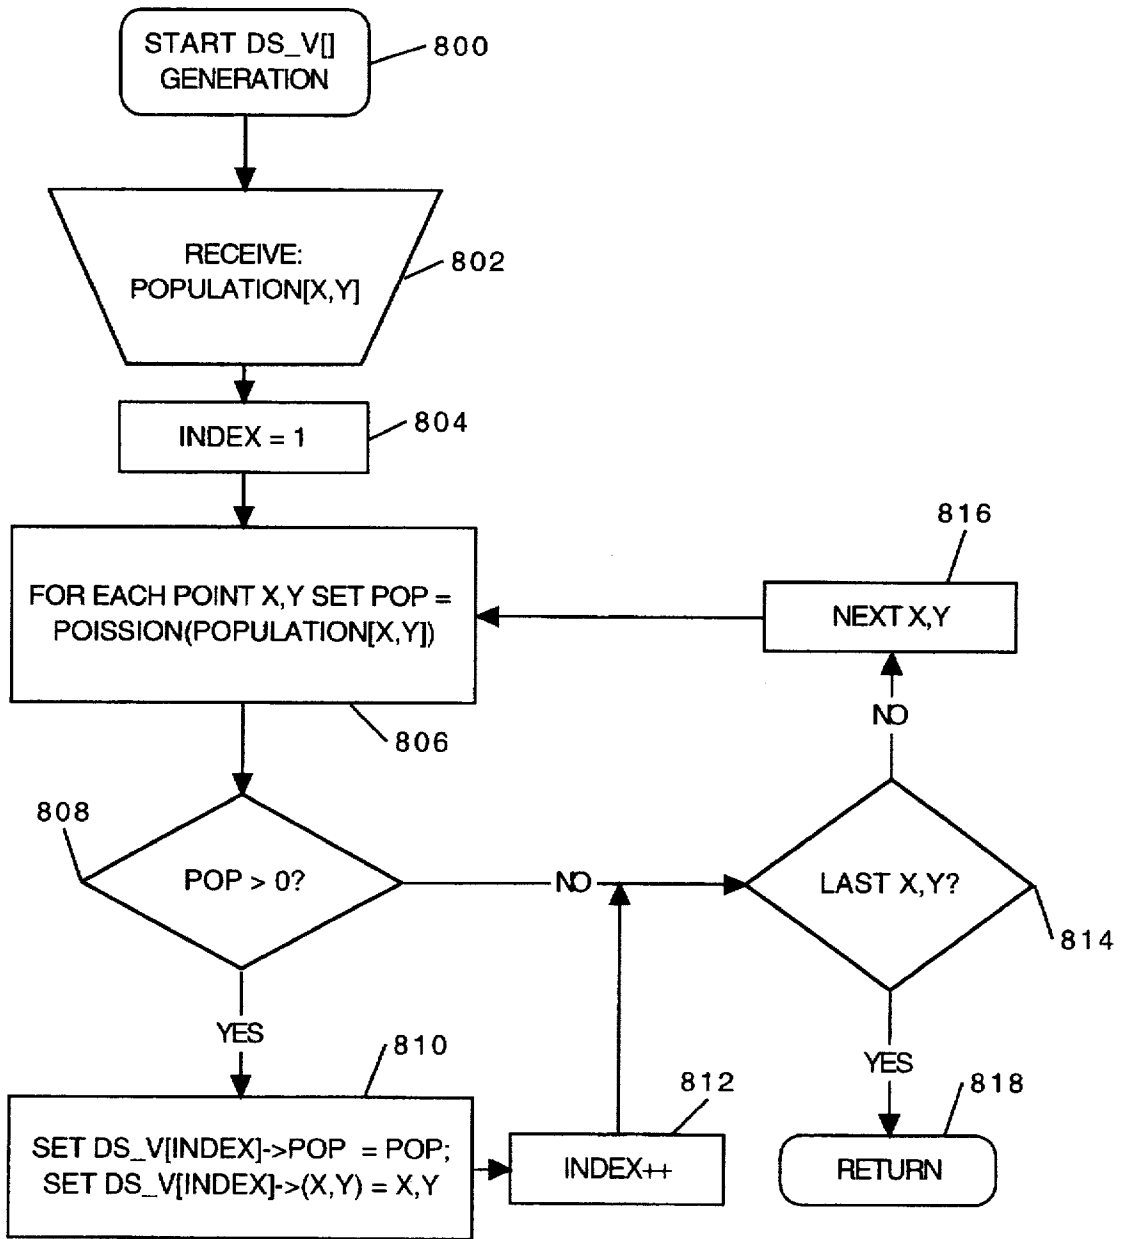 START DS_V[]
GENERATION
800
RECEIVE:
POPULATION[X,Y]
802
INDEX = 1
804
FOR EACH POINT X,Y SET POP =
POISSION(POPULATION[X,Y])
806
816
NEXT X,Y
NO
808
POP > 0?
NO
LAST X,Y?
814
YES
810
SET DS_V[INDEX]->POP = POP;
SET DS_V[INDEX]->(X,Y) = X,Y
812
INDEX++
YES
818
RETURN